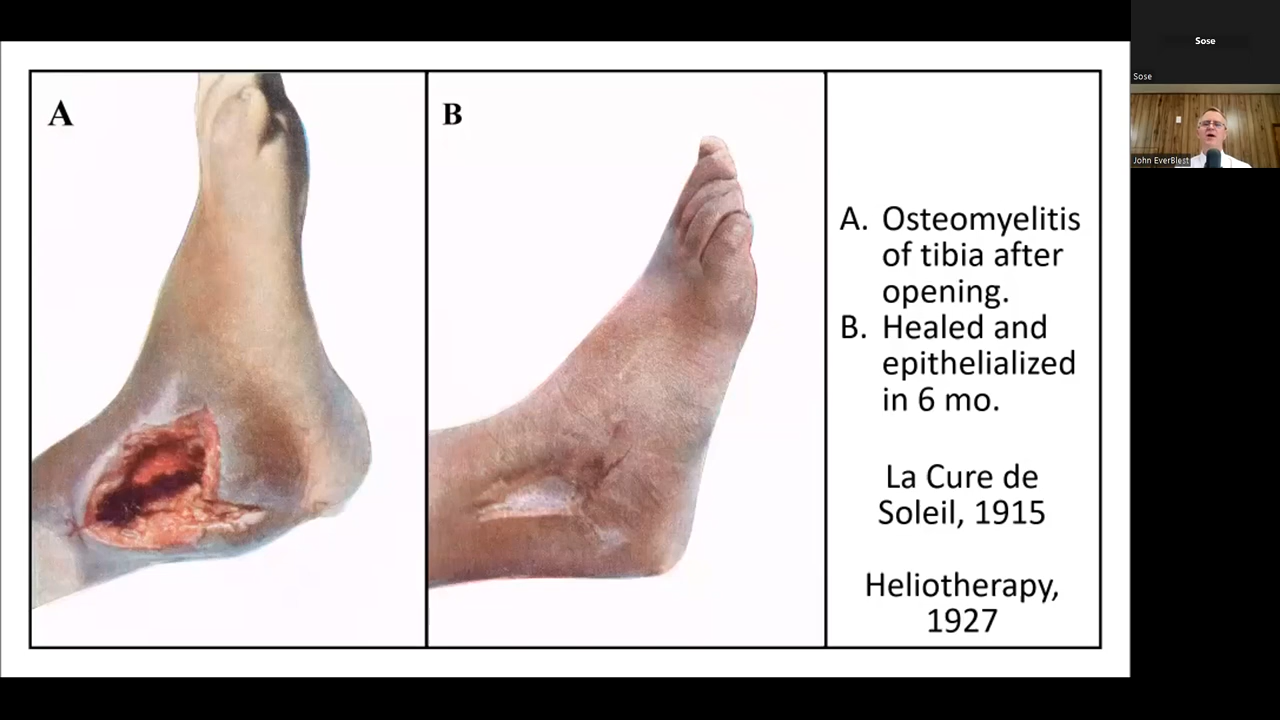 A
B
A. Osteomyelitis
of tibia after
opening.
B. Healed and
epithelialized
in 6 mo.
La Cure de
Soleil, 1915
Heliotherapy,
1927
Sose
Sose
John EverBlest